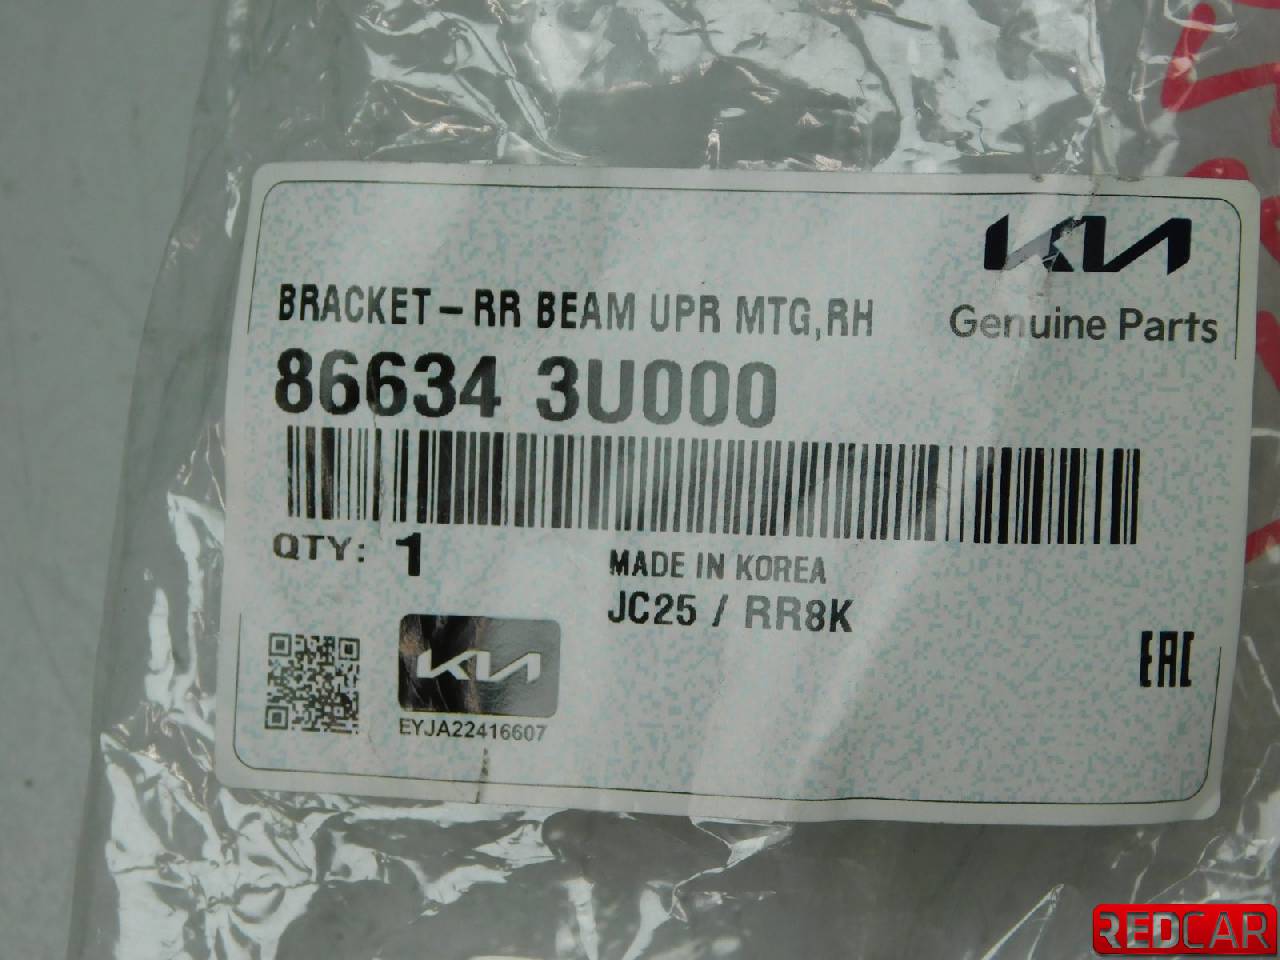 KIA
Genuine Parts
BRACKET-RR BEAM UPR MTG,RH
86634 3U000
QTY: 1
MADE IN KOREA
JC25 / RR8K
EAC
KIA
EYJA22416607
REDCAR